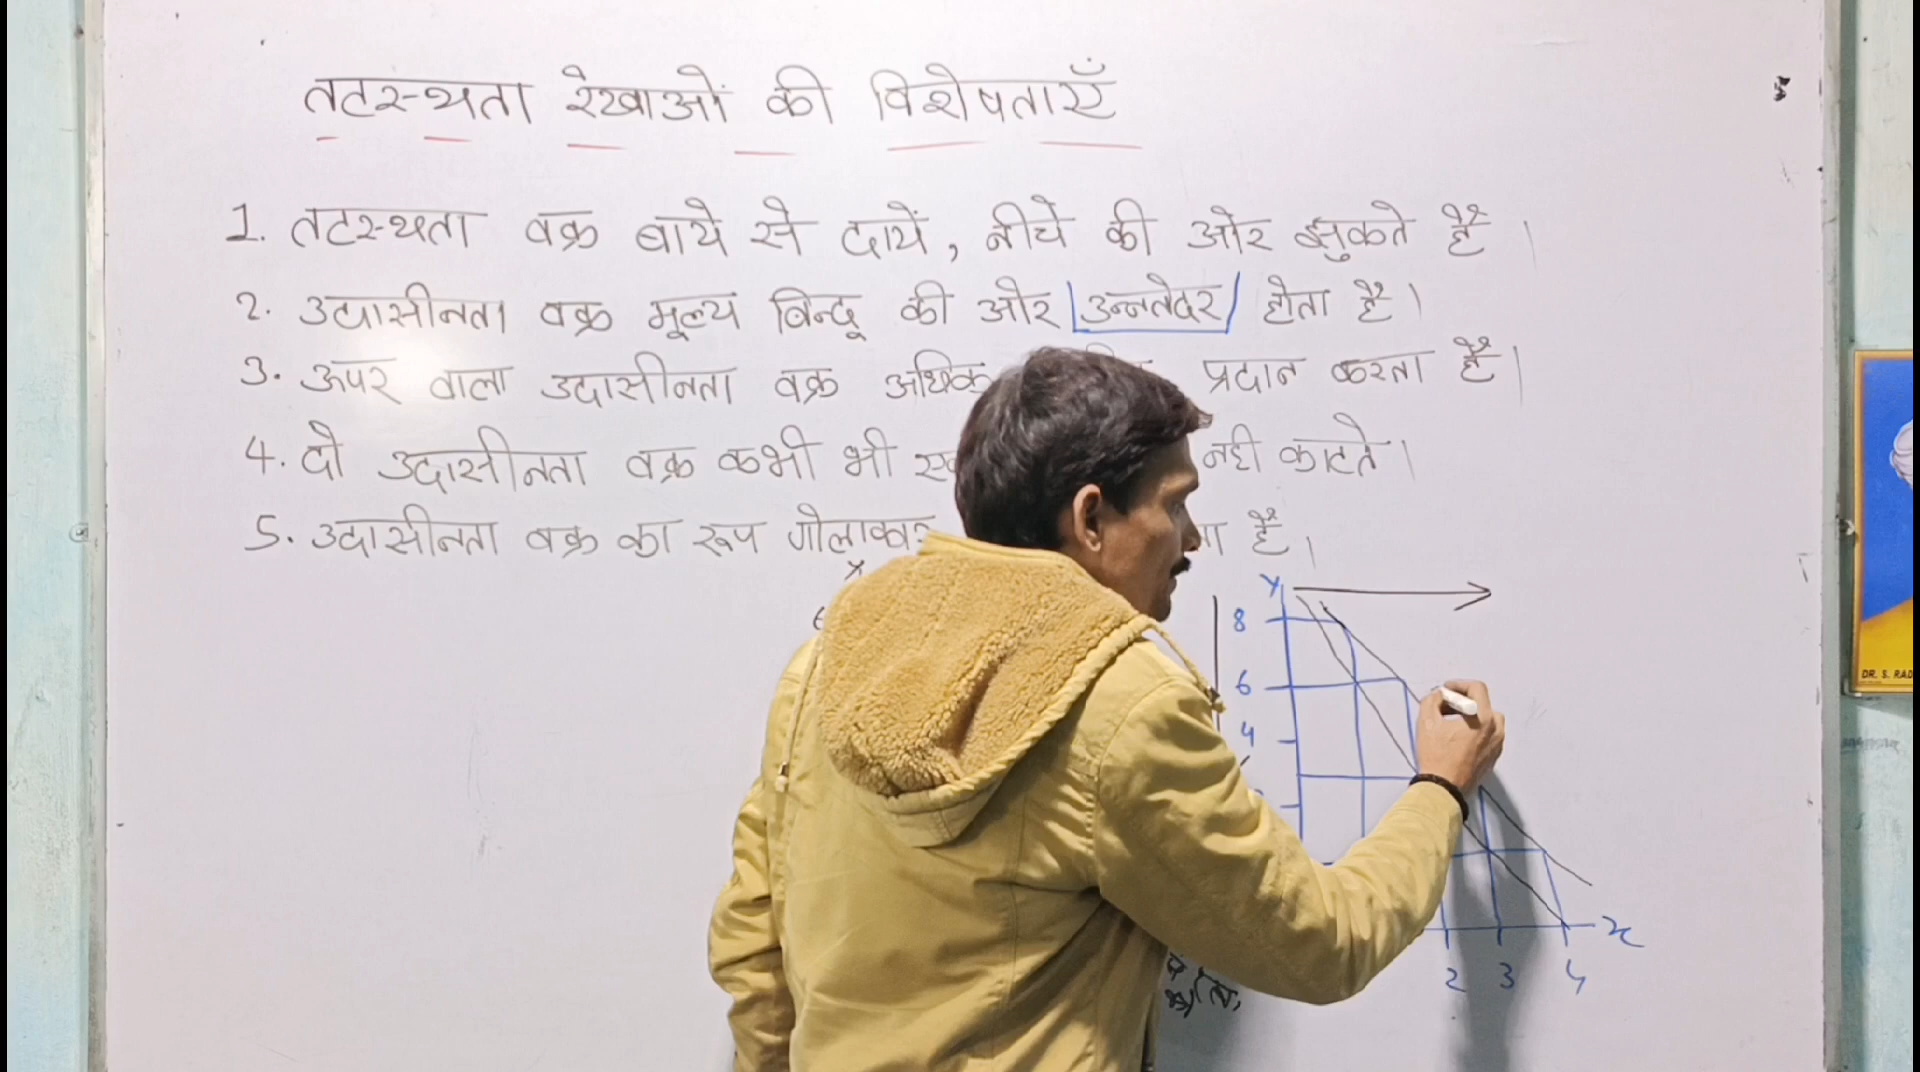 तटस्थता रेखाओं की विशेषताएँ
1. तटस्थता वक्र बायें से दायें, नीचे की ओर झुकते हैं।
2. उदासीनता वक्र मूल्य बिन्दू की ओर उन्नतोदर होता है।
3. ऊपर वाला उदासीनता वक्र अधिक प्रदान करता है।
4. दो उदासीनता वक्र कभी भी नही काटते।
5. उदासीनता वक्र का रूप है।
Y
8
6
4
x
2 3 4
DR. S. RAD